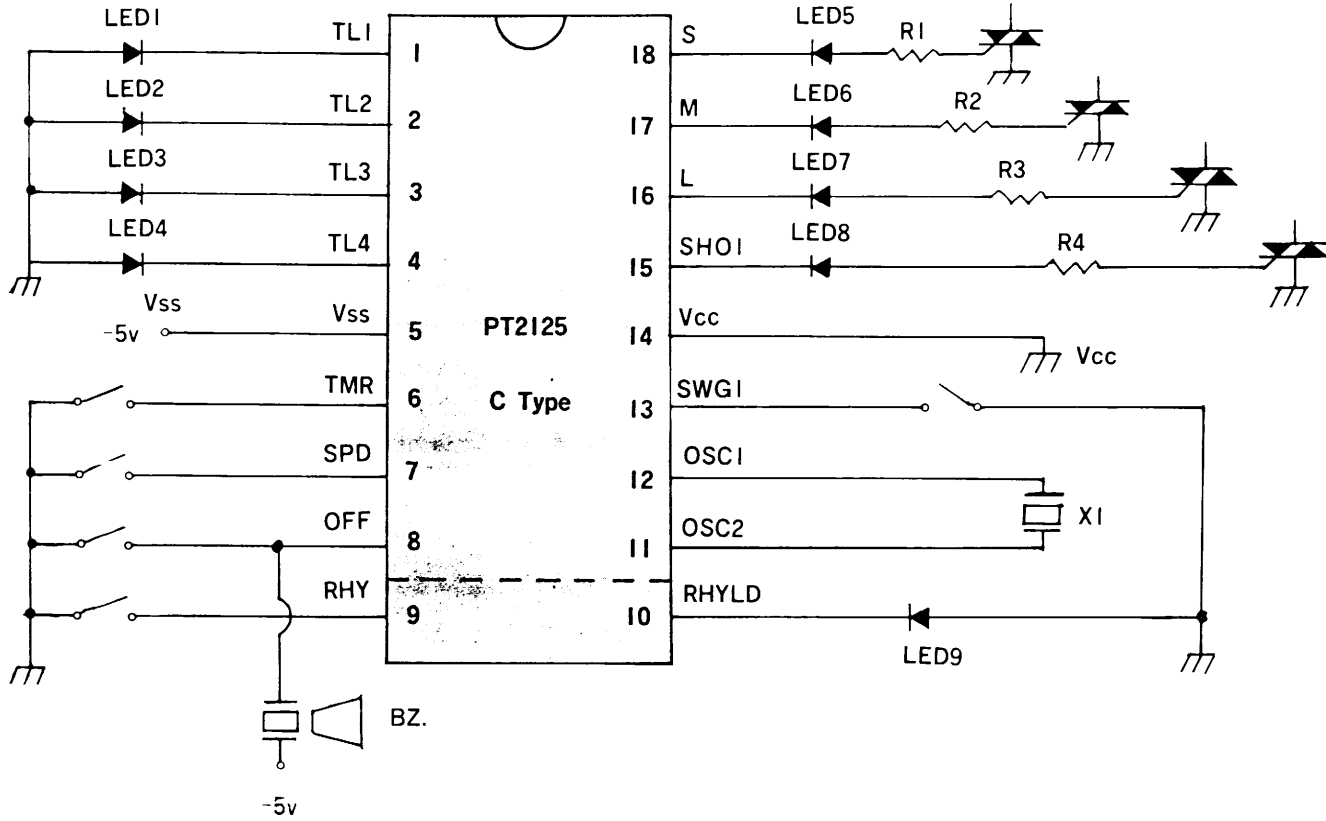 LED1
TL1
1
LED2
TL2
2
LED3
TL3
3
LED4
TL4
4
Vss
-5v
Vss
5
TMR
6
SPD
7
OFF
8
RHY
9
BZ.
-5v
PT2125
C Type
18
S
LED5
R1
17
M
LED6
R2
16
L
LED7
R3
15
SHO1
LED8
R4
14
Vcc
Vcc
13
SWG1
12
OSC1
X1
11
OSC2
10
RHYLD
LED9